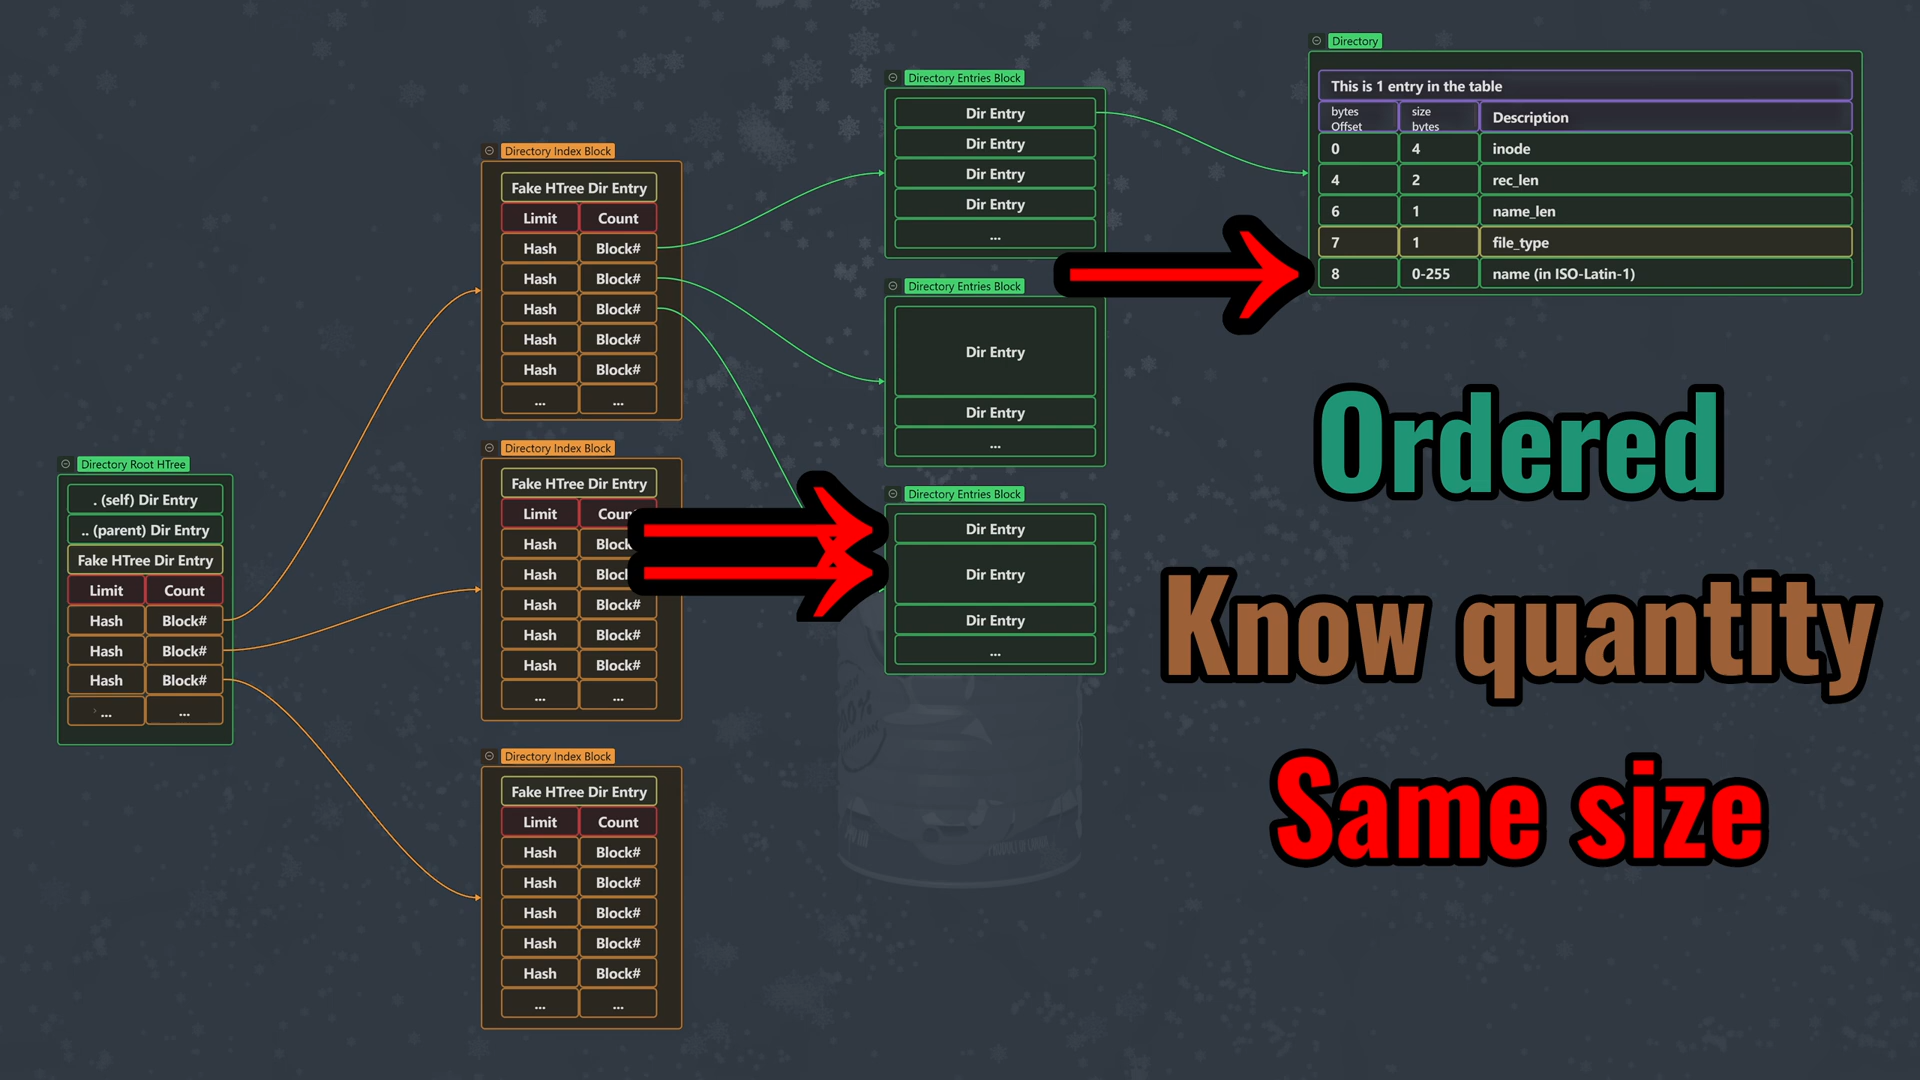 Directory Root HTree
. (self) Dir Entry
.. (parent) Dir Entry
Fake HTree Dir Entry
Limit Count
Hash Block#
Hash Block#
Hash Block#
... ...
Directory Index Block
Fake HTree Dir Entry
Limit Count
Hash Block#
Hash Block#
Hash Block#
Hash Block#
Hash Block#
... ...
Directory Index Block
Fake HTree Dir Entry
Limit Coun
Hash Block
Hash Block
Hash Block#
Hash Block#
Hash Block#
... ...
Directory Index Block
Fake HTree Dir Entry
Limit Count
Hash Block#
Hash Block#
Hash Block#
Hash Block#
Hash Block#
... ...
Directory Entries Block
Dir Entry
Dir Entry
Dir Entry
Dir Entry
...
Directory Entries Block
Dir Entry
Dir Entry
...
Directory Entries Block
Dir Entry
Dir Entry
Dir Entry
...
Directory
This is 1 entry in the table
bytes Offset size bytes Description
0 4 inode
4 2 rec_len
6 1 name_len
7 1 file_type
8 0-255 name (in ISO-Latin-1)
Ordered
Know quantity
Same size